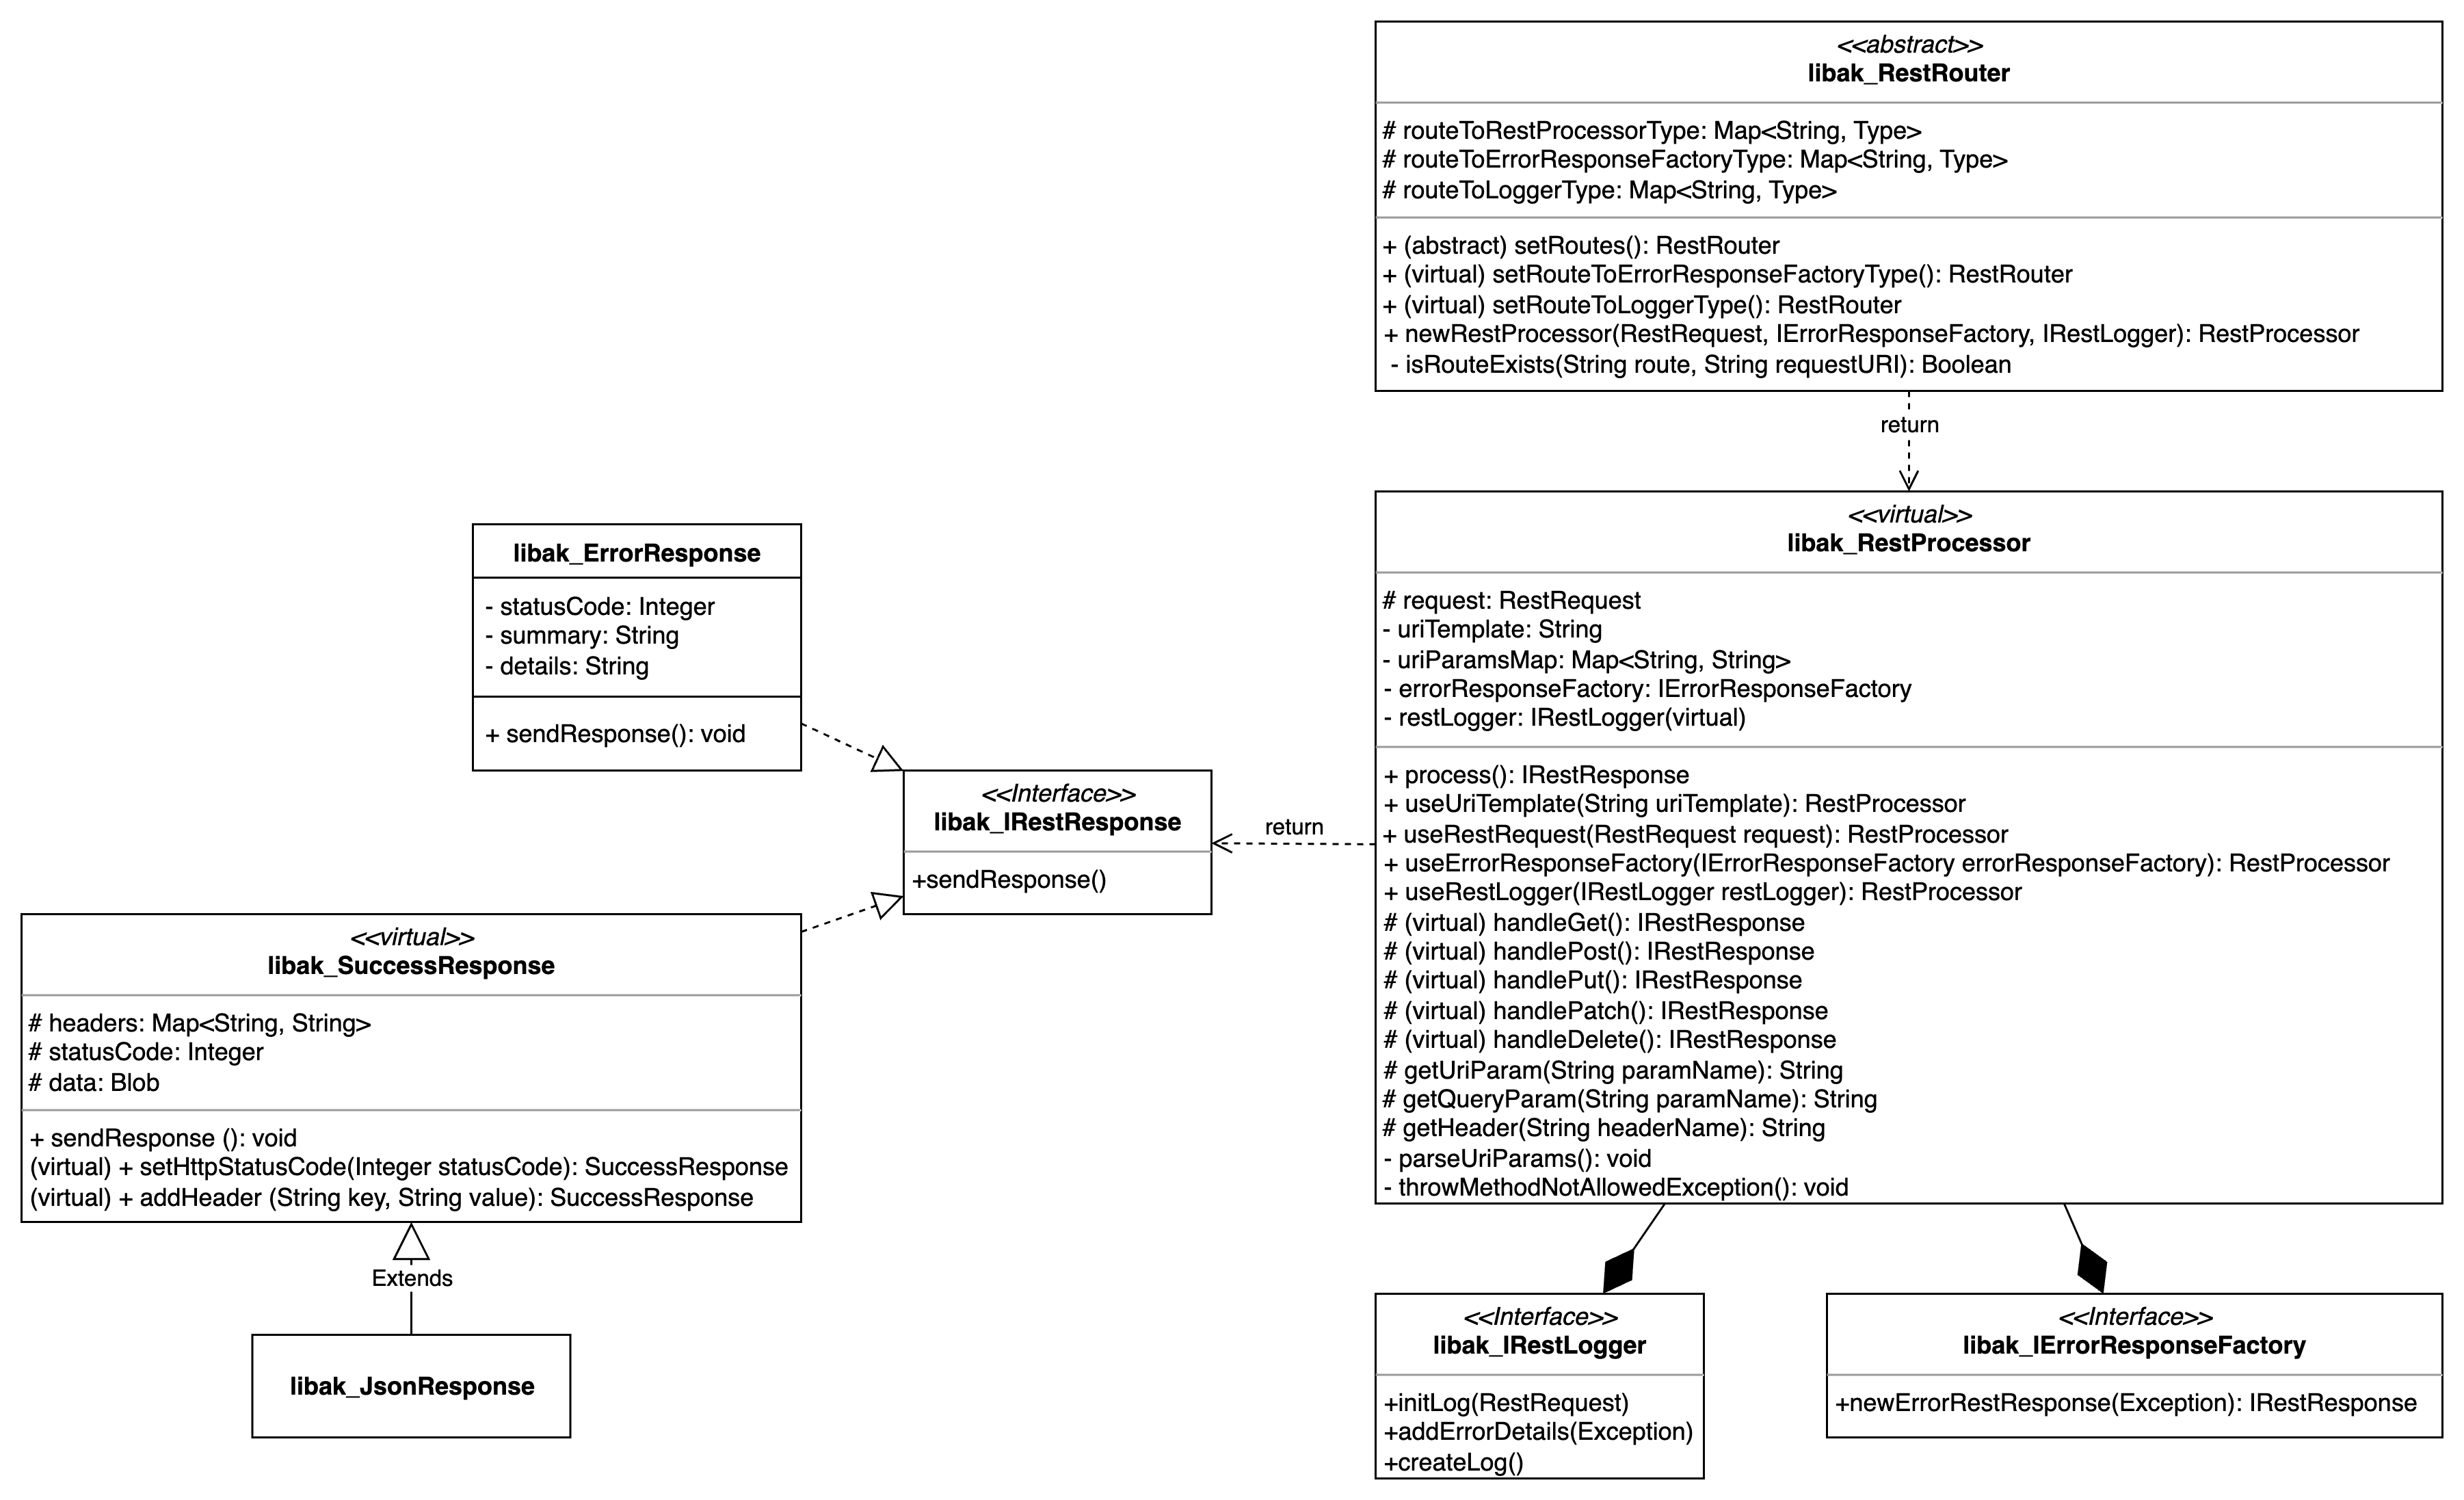 <<abstract>>
libak_RestRouter
# routeToRestProcessorType: Map<String, Type>
# routeToErrorResponseFactoryType: Map<String, Type>
# routeToLoggerType: Map<String, Type>
+ (abstract) setRoutes(): RestRouter
+ (virtual) setRouteToErrorResponseFactoryType(): RestRouter
+ (virtual) setRouteToLoggerType(): RestRouter
+ newRestProcessor(RestRequest, IErrorResponseFactory, IRestLogger): RestProcessor
- isRouteExists(String route, String requestURI): Boolean
return
<<virtual>>
libak_RestProcessor
# request: RestRequest
- uriTemplate: String
- uriParamsMap: Map<String, String>
- errorResponseFactory: IErrorResponseFactory
- restLogger: IRestLogger(virtual)
+ process(): IRestResponse
+ useUriTemplate(String uriTemplate): RestProcessor
+ useRestRequest(RestRequest request): RestProcessor
+ useErrorResponseFactory(IErrorResponseFactory errorResponseFactory): RestProcessor
+ useRestLogger(IRestLogger restLogger): RestProcessor
# (virtual) handleGet(): IRestResponse
# (virtual) handlePost(): IRestResponse
# (virtual) handlePut(): IRestResponse
# (virtual) handlePatch(): IRestResponse
# (virtual) handleDelete(): IRestResponse
# getUriParam(String paramName): String
# getQueryParam(String paramName): String
# getHeader(String headerName): String
- parseUriParams(): void
- throwMethodNotAllowedException(): void
return
libak_ErrorResponse
- statusCode: Integer
- summary: String
- details: String
+ sendResponse(): void
<<Interface>>
libak_IRestResponse
+sendResponse()
<<virtual>>
libak_SuccessResponse
# headers: Map<String, String>
# statusCode: Integer
# data: Blob
+ sendResponse (): void
(virtual) + setHttpStatusCode(Integer statusCode): SuccessResponse
(virtual) + addHeader (String key, String value): SuccessResponse
Extends
libak_JsonResponse
<<Interface>>
libak_IRestLogger
+initLog(RestRequest)
+addErrorDetails(Exception)
+createLog()
<<Interface>>
libak_IErrorResponseFactory
+newErrorRestResponse(Exception): IRestResponse